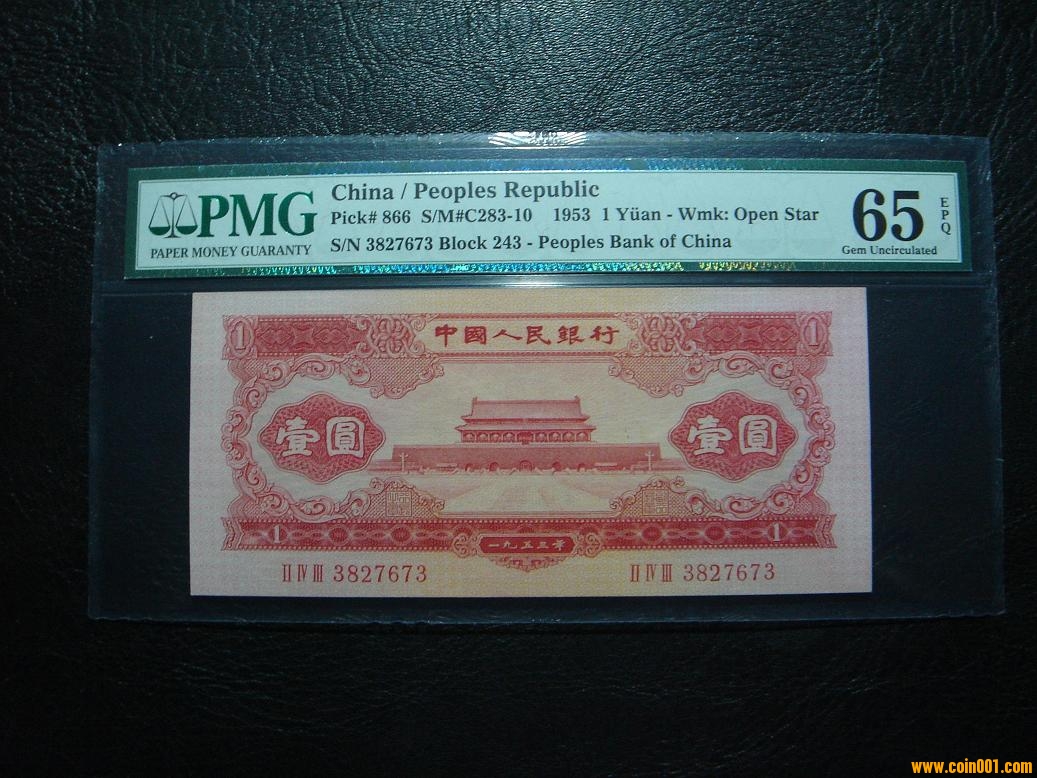 China / Peoples Republic
PMG
PAPER MONEY GUARANTY
Pick# 866 S/M#C283-10 1953 1 Yüan - Wmk: Open Star
S/N 3827673 Block 243 - Peoples Bank of China
65
EPQ
Gem Uncirculated
1 中國人民銀行 1
壹圓 壹圓
1 一九五三年 1
II IV III 3827673 II IV III 3827673
www.coin001.com